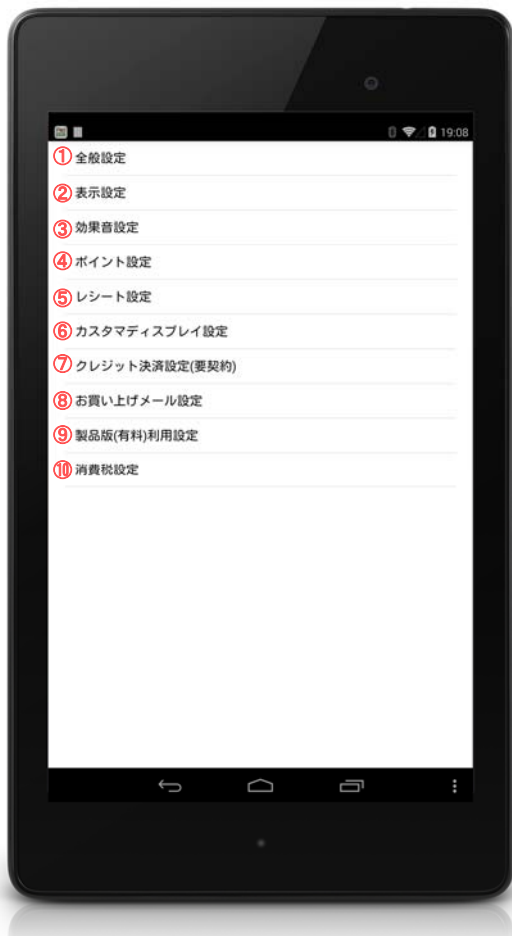 19:08
①全般設定
②表示設定
③効果音設定
④ポイント設定
⑤レシート設定
⑥カスタマディスプレイ設定
⑦クレジット決済設定(要契約)
⑧お買い上げメール設定
⑨製品版(有料)利用設定
⑩消費税設定